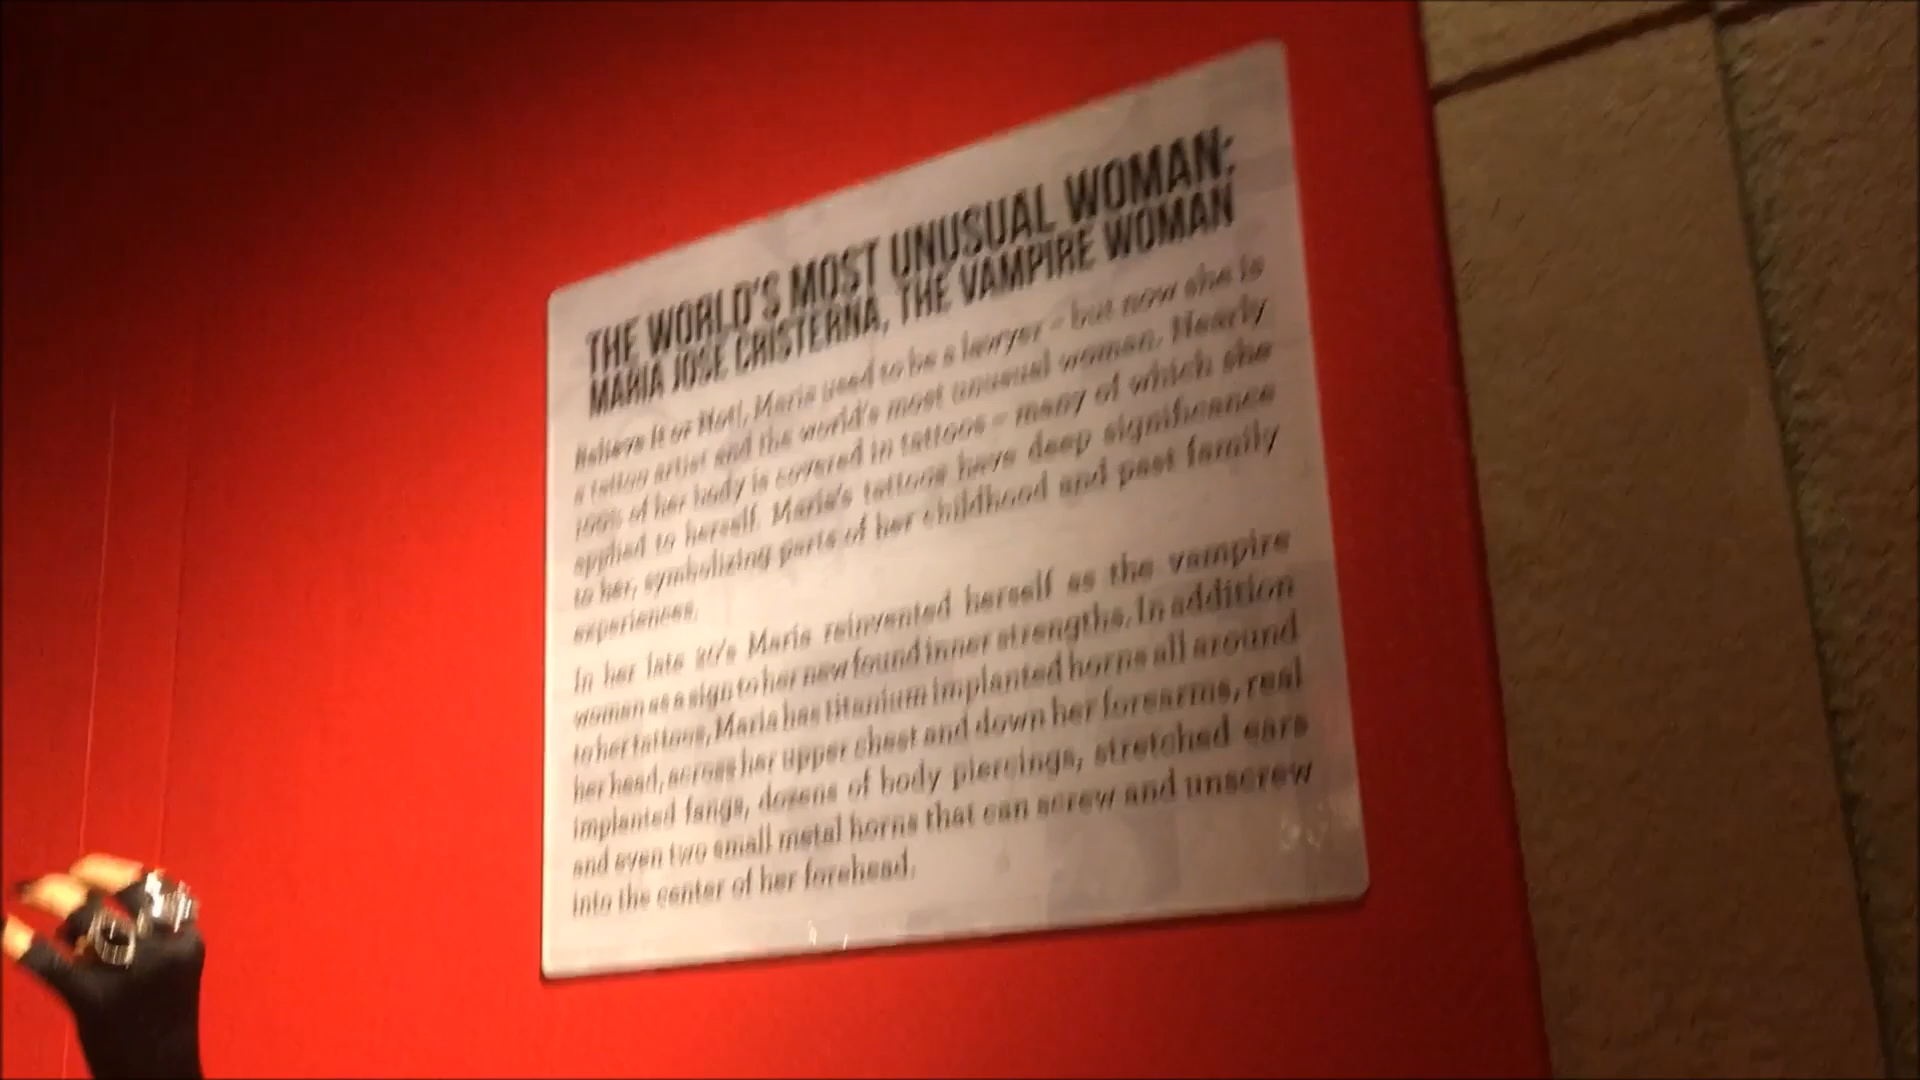 THE WORLD'S MOST UNUSUAL WOMAN:
MARIA JOSE CRISTERNA, THE VAMPIRE WOMAN
Believe It or Not!, Maria used to be a lawyer - but now she is
a tattoo artist and the world's most unusual woman. Nearly
100% of her body is covered in tattoos - many of which she
applied to herself. Maria's tattoos have deep significance
to her, symbolizing parts of her childhood and past family
experiences.
In her late 20's Maria reinvented herself as the vampire
woman as a sign to her newfound inner strengths. In addition
to her tattoos, Maria has titanium implanted horns all around
her head, across her upper chest and down her forearms, real
implanted fangs, dozens of body piercings, stretched ears
and even two small metal horns that can screw and unscrew
into the center of her forehead.